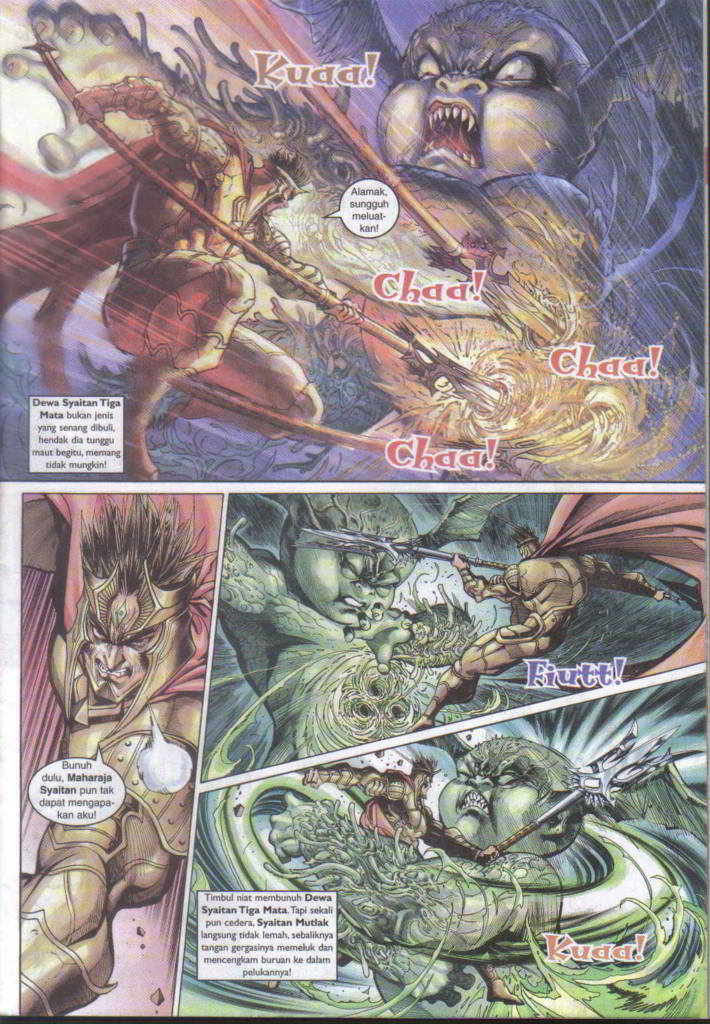 Kuaa!
Alamak,
sungguh
meluat-
kan!
Chaa!
Chaa!
Chaa!
Dewa Syaitan Tiga
Mata bukan jenis
yang senang dibuli,
hendak dia tunggu
maut begitu, memang
tidak mungkin!
Bunuh
dulu, Maharaja
Syaitan pun tak
dapat mengapa-
kan aku!
Fiutt!
Timbul niat membunuh Dewa
Syaitan Tiga Mata. Tapi sekali
pun cedera, Syaitan Mutlak
langsung tidak lemah, sebaliknya
tangan gergasinya memeluk dan
mencengkam buruan ke dalam
pelukannya!
Kuaa!